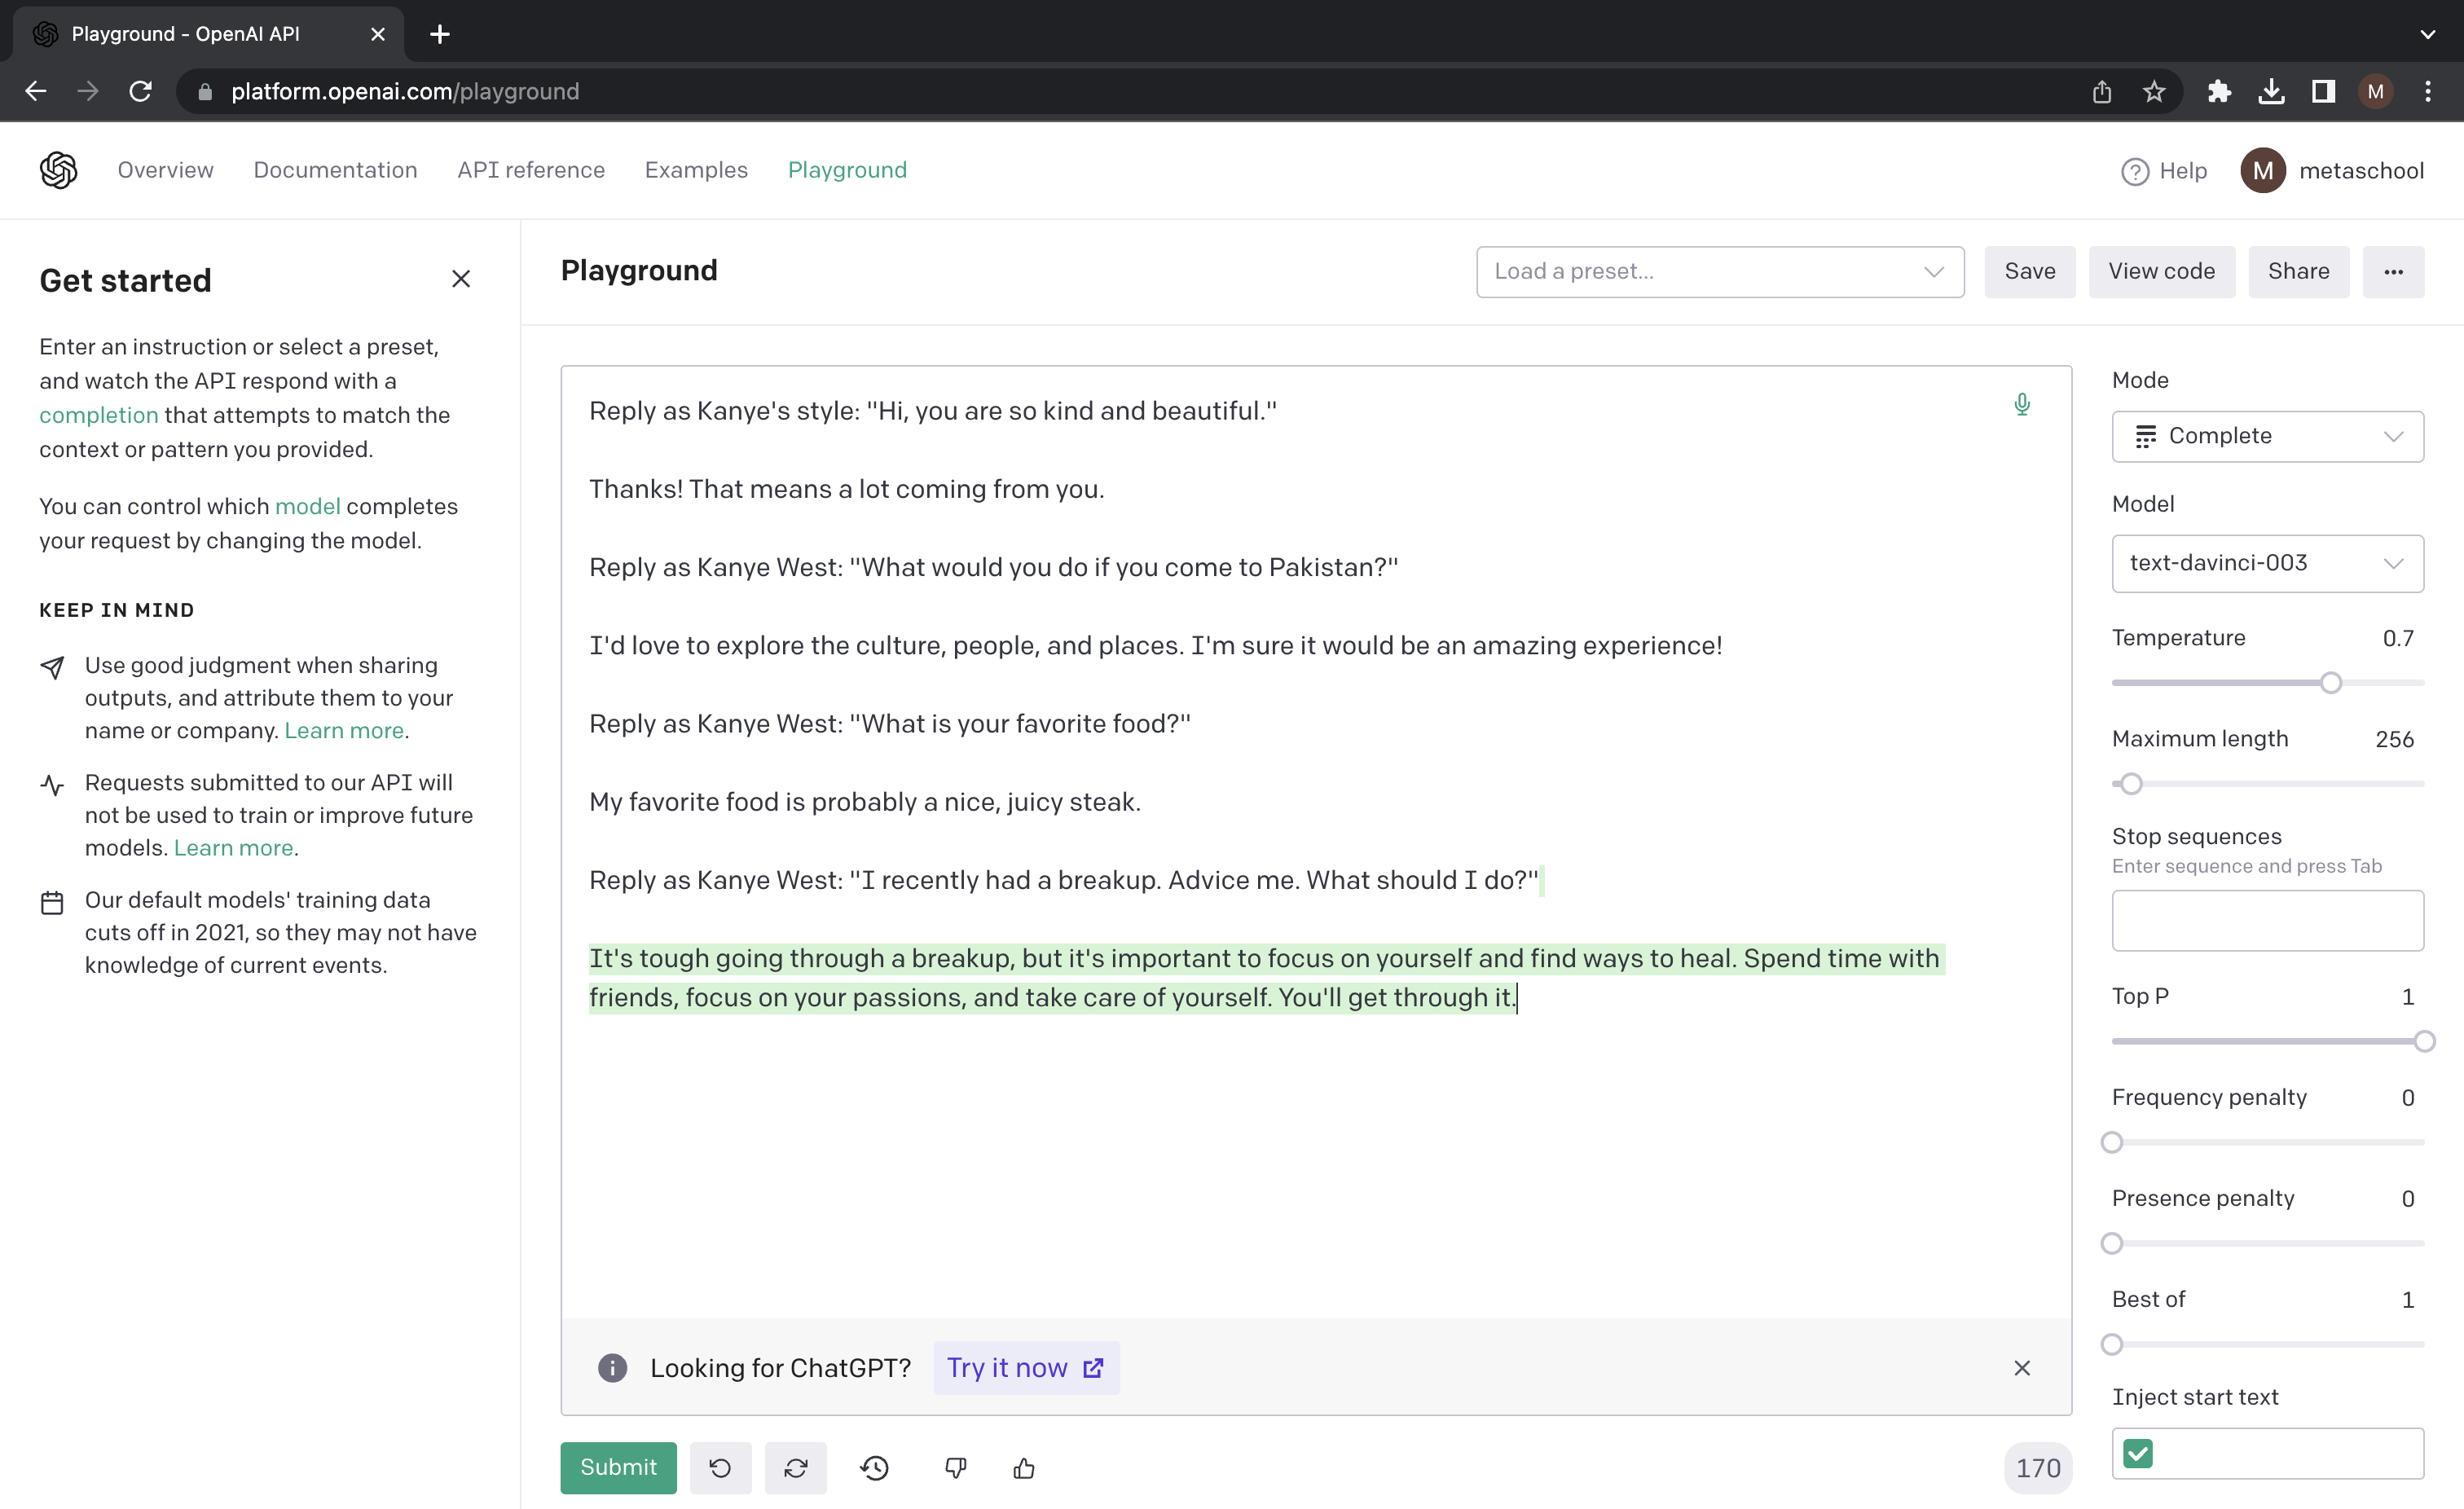 Playground - OpenAI API
platform.openai.com/playground
M
Overview
Documentation
API reference
Examples
Playground
Help
M
metaschool
Get started
Enter an instruction or select a preset,
and watch the API respond with a
completion that attempts to match the
context or pattern you provided.
You can control which model completes
your request by changing the model.
KEEP IN MIND
Use good judgment when sharing
outputs, and attribute them to your
name or company. Learn more.
Requests submitted to our API will
not be used to train or improve future
models. Learn more.
Our default models' training data
cuts off in 2021, so they may not have
knowledge of current events.
Playground
Load a preset...
Save
View code
Share
Reply as Kanye's style: "Hi, you are so kind and beautiful."
Thanks! That means a lot coming from you.
Reply as Kanye West: "What would you do if you come to Pakistan?"
I'd love to explore the culture, people, and places. I'm sure it would be an amazing experience!
Reply as Kanye West: "What is your favorite food?"
My favorite food is probably a nice, juicy steak.
Reply as Kanye West: "I recently had a breakup. Advice me. What should I do?"
It's tough going through a breakup, but it's important to focus on yourself and find ways to heal. Spend time with
friends, focus on your passions, and take care of yourself. You'll get through it.
Looking for ChatGPT?
Try it now
Submit
170
Mode
Complete
Model
text-davinci-003
Temperature 0.7
Maximum length 256
Stop sequences
Enter sequence and press Tab
Top P 1
Frequency penalty 0
Presence penalty 0
Best of 1
Inject start text